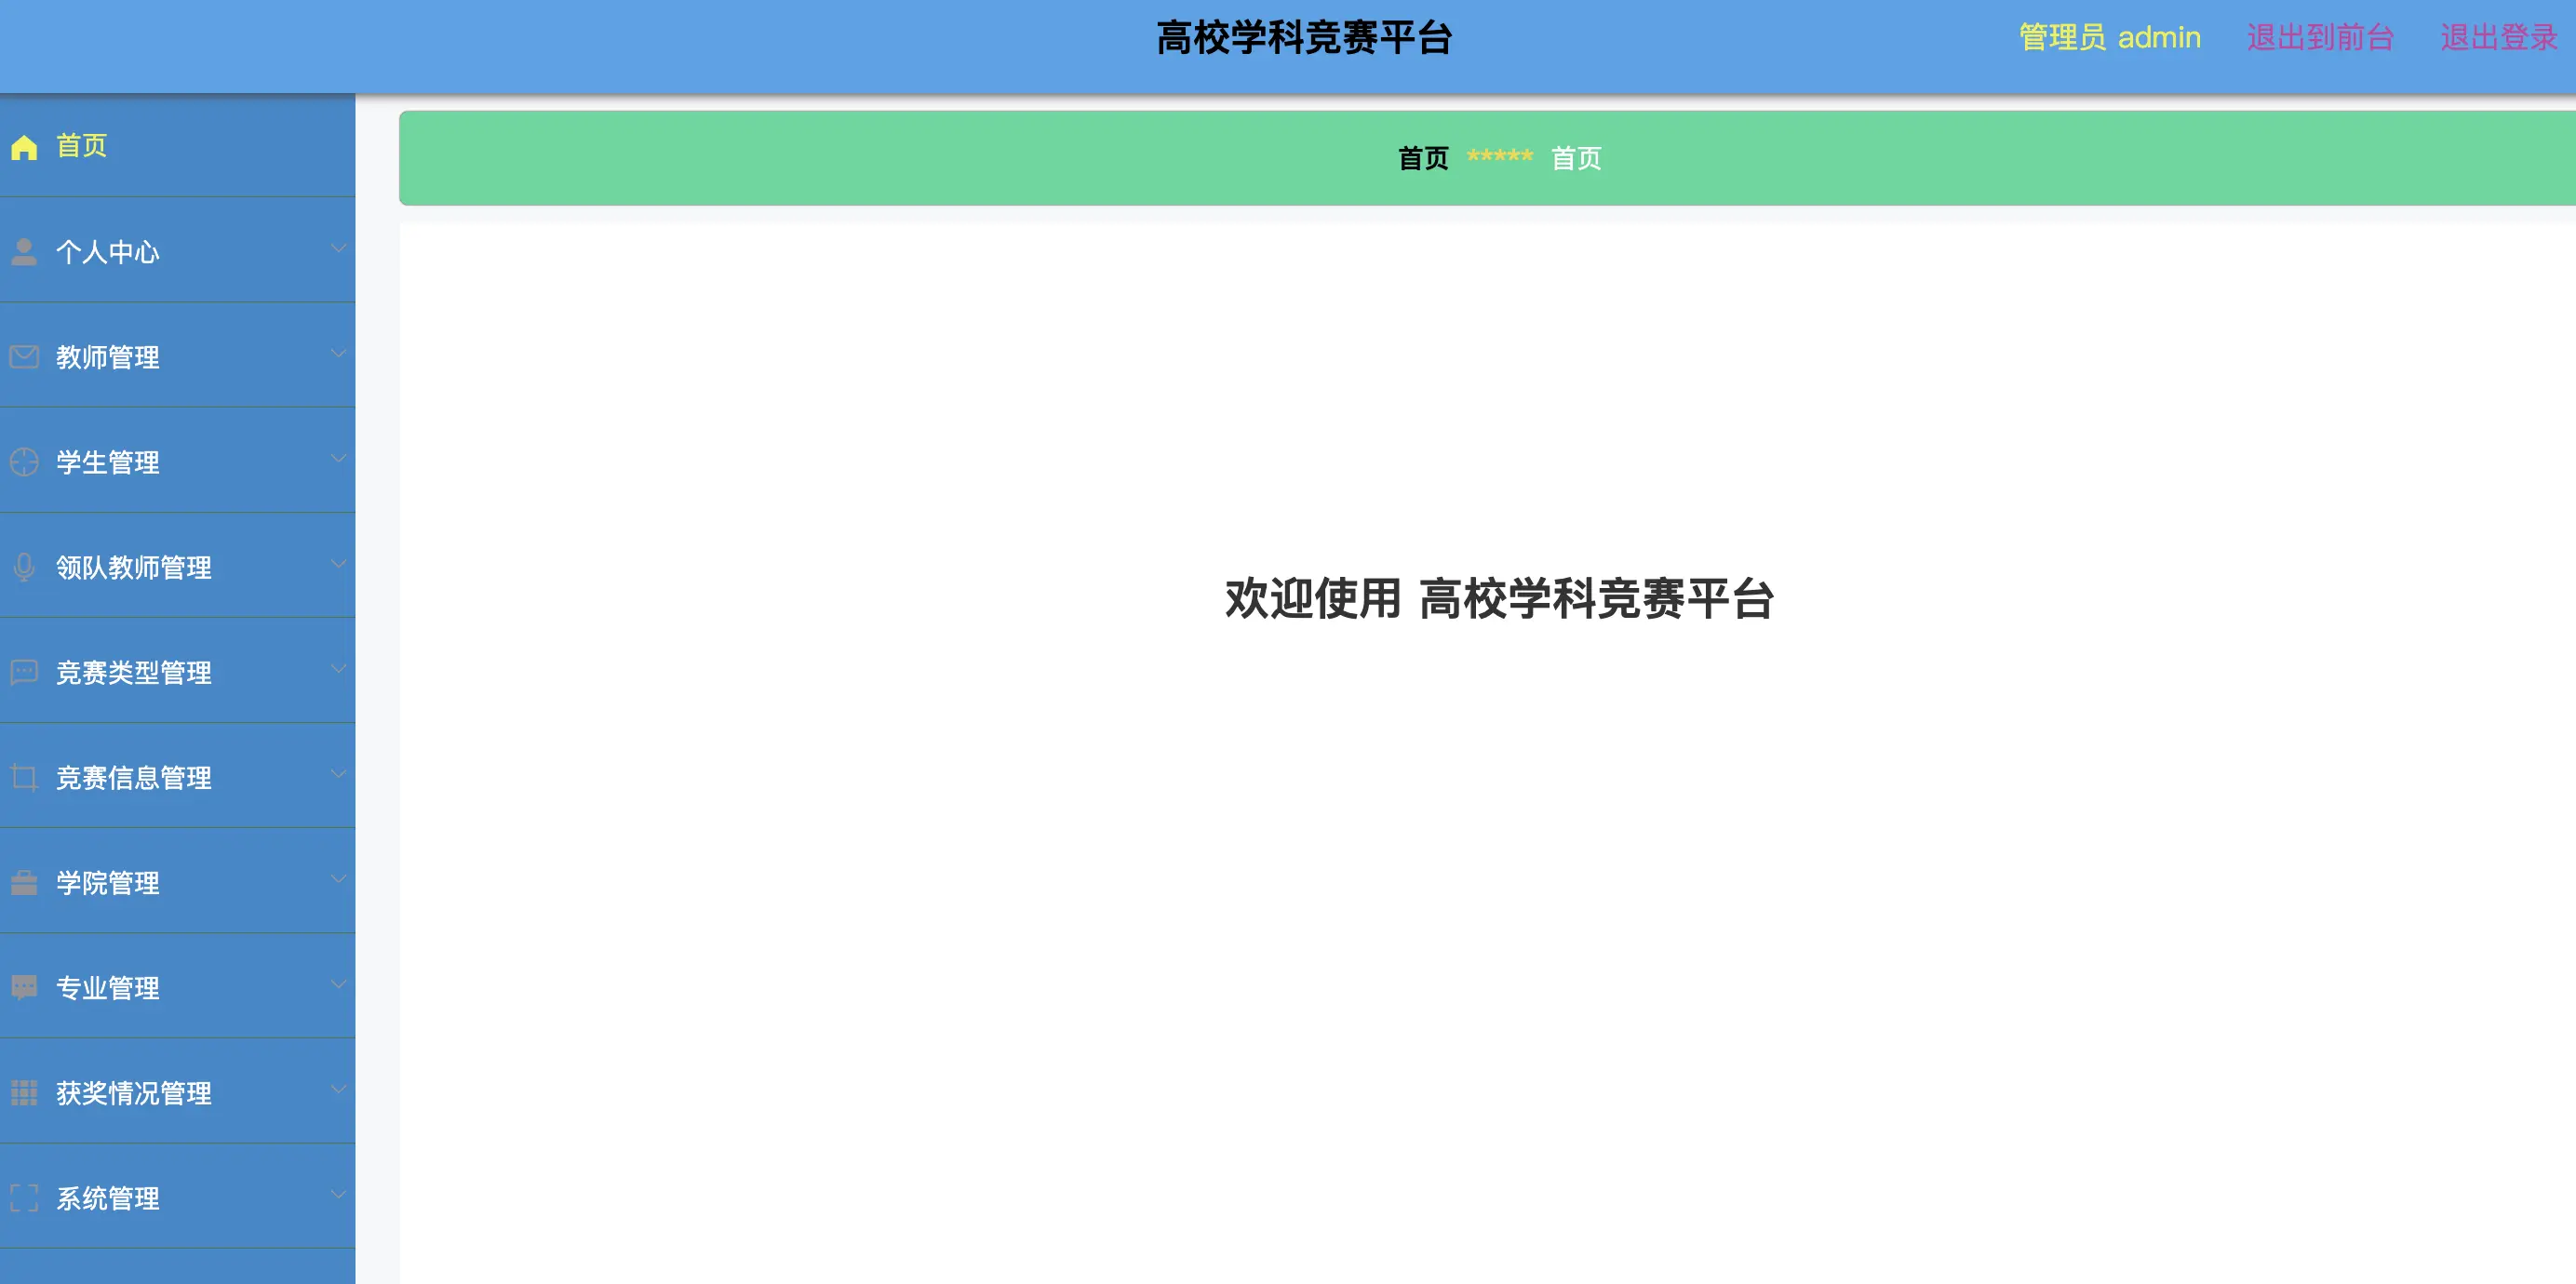 高校学科竞赛平台
管理员 admin 退出到前台 退出登录
首页
首页 ***** 首页
个人中心
教师管理
学生管理
领队教师管理
竞赛类型管理
竞赛信息管理
学院管理
专业管理
获奖情况管理
系统管理
欢迎使用 高校学科竞赛平台